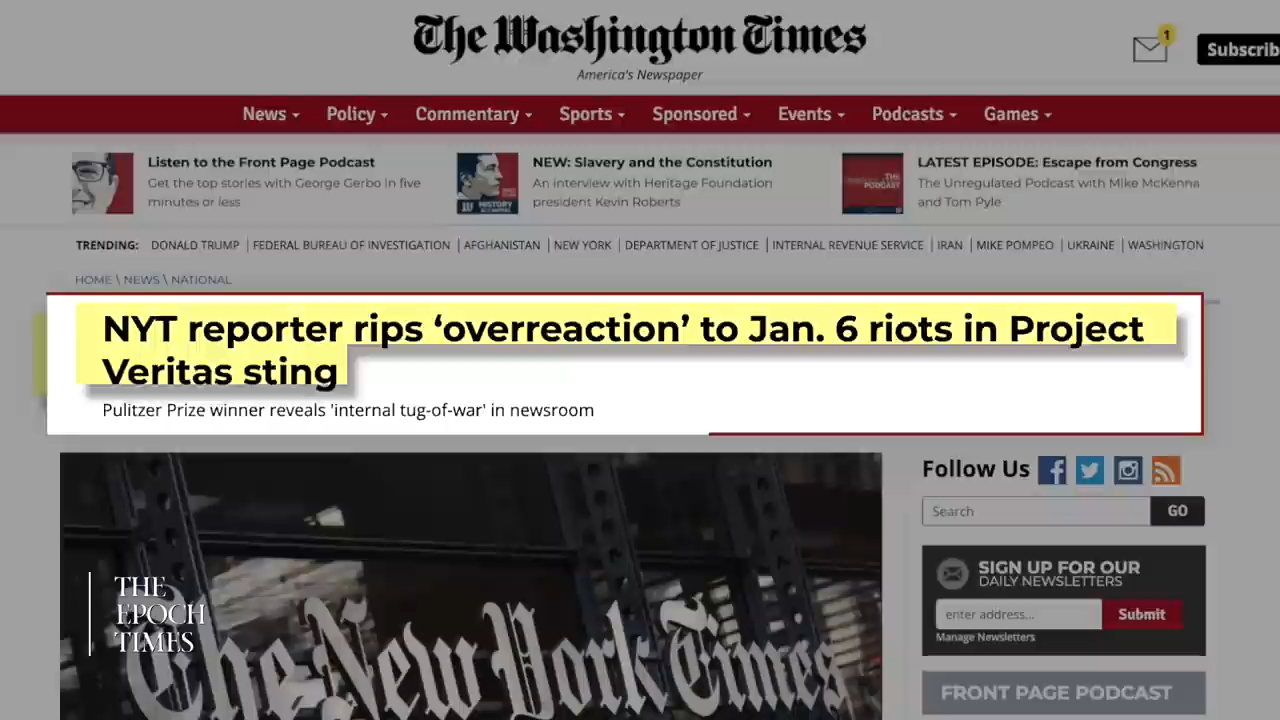 The Washington Times
America's Newspaper
1
Subscrib
News Policy Commentary Sports Sponsored Events Podcasts Games
Listen to the Front Page Podcast
Get the top stories with George Gerbo in five
minutes or less
NEW: Slavery and the Constitution
An interview with Heritage Foundation
president Kevin Roberts
LATEST EPISODE: Escape from Congress
The Unregulated Podcast with Mike McKenna
and Tom Pyle
TRENDING: DONALD TRUMP | FEDERAL BUREAU OF INVESTIGATION | AFGHANISTAN | NEW YORK | DEPARTMENT OF JUSTICE | INTERNAL REVENUE SERVICE | IRAN | MIKE POMPEO | UKRAINE | WASHINGTON
HOME \ NEWS \ NATIONAL
NYT reporter rips ‘overreaction’ to Jan. 6 riots in Project
Veritas sting
Pulitzer Prize winner reveals 'internal tug-of-war' in newsroom
Follow Us
Search
GO
SIGN UP FOR OUR
DAILY NEWSLETTERS
enter address...
Submit
Manage Newsletters
FRONT PAGE PODCAST
The New York Times
THE
EPOCH
TIMES